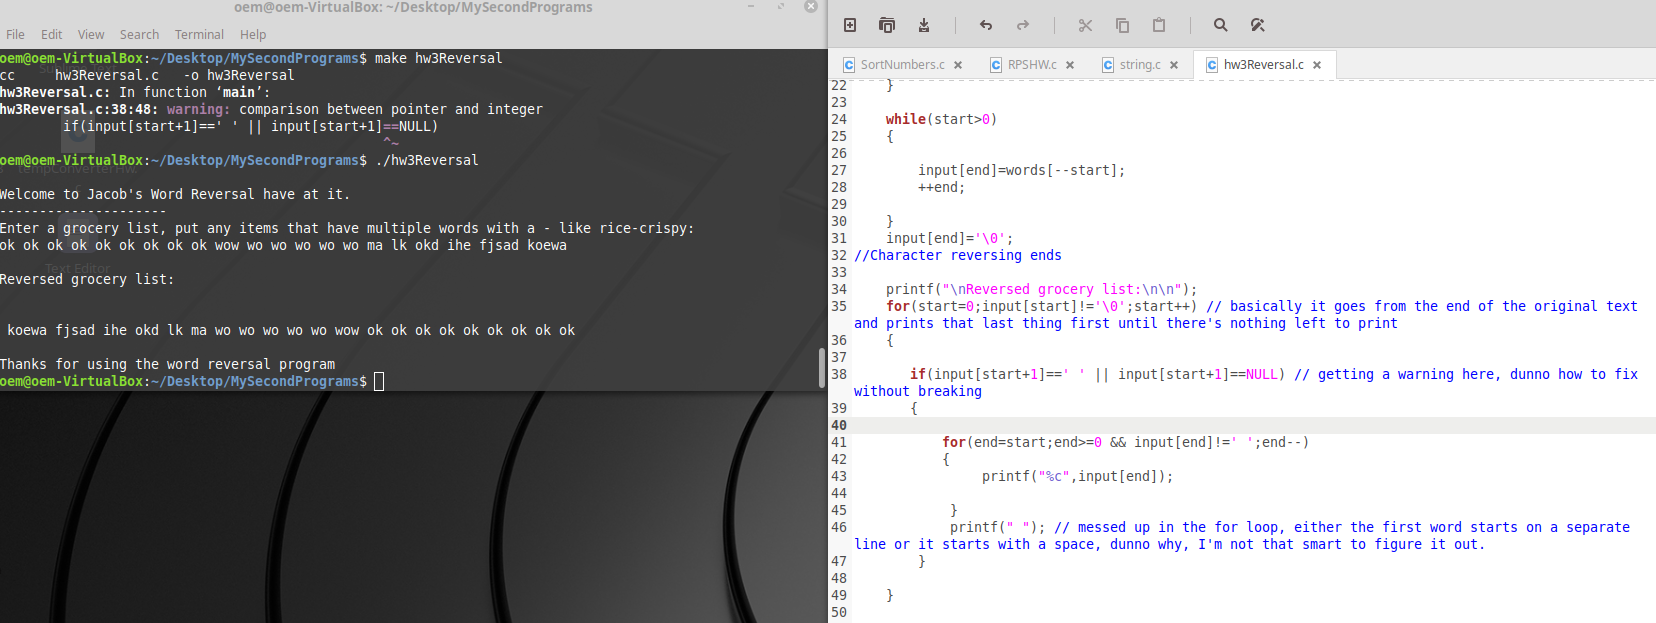 oem@oem-VirtualBox: ~/Desktop/MySecondPrograms
File Edit View Search Terminal Help
oem@oem-VirtualBox:~/Desktop/MySecondPrograms$ make hw3Reversal
cc     hw3Reversal.c   -o hw3Reversal
hw3Reversal.c: In function ‘main’:
hw3Reversal.c:38:48: warning: comparison between pointer and integer
        if(input[start+1]==' ' || input[start+1]==NULL)
                                                ^~
oem@oem-VirtualBox:~/Desktop/MySecondPrograms$ ./hw3Reversal
Welcome to Jacob's Word Reversal have at it.
---------------------
Enter a grocery list, put any items that have multiple words with a - like rice-crispy:
ok ok ok ok ok ok ok ok ok wow wo wo wo wo wo ma lk okd ihe fjsad koewa
Reversed grocery list:
 koewa fjsad ihe okd lk ma wo wo wo wo wo wow ok ok ok ok ok ok ok ok ok
Thanks for using the word reversal program
oem@oem-VirtualBox:~/Desktop/MySecondPrograms$
Text Editor
SortNumbers.c × RPSHW.c × string.c × hw3Reversal.c ×
22     }
23
24     while(start>0)
25     {
26
27         input[end]=words[--start];
28         ++end;
29
30     }
31     input[end]='\0';
32 //Character reversing ends
33
34     printf("\nReversed grocery list:\n\n");
35     for(start=0;input[start]!='\0';start++) // basically it goes from the end of the original text
and prints that last thing first until there's nothing left to print
36     {
37
38        if(input[start+1]==' ' || input[start+1]==NULL) // getting a warning here, dunno how to fix
without breaking
39        {
40
41            for(end=start;end>=0 && input[end]!=' ';end--)
42            {
43                 printf("%c",input[end]);
44
45             }
46             printf(" "); // messed up in the for loop, either the first word starts on a separate
line or it starts with a space, dunno why, I'm not that smart to figure it out.
47         }
48
49     }
50